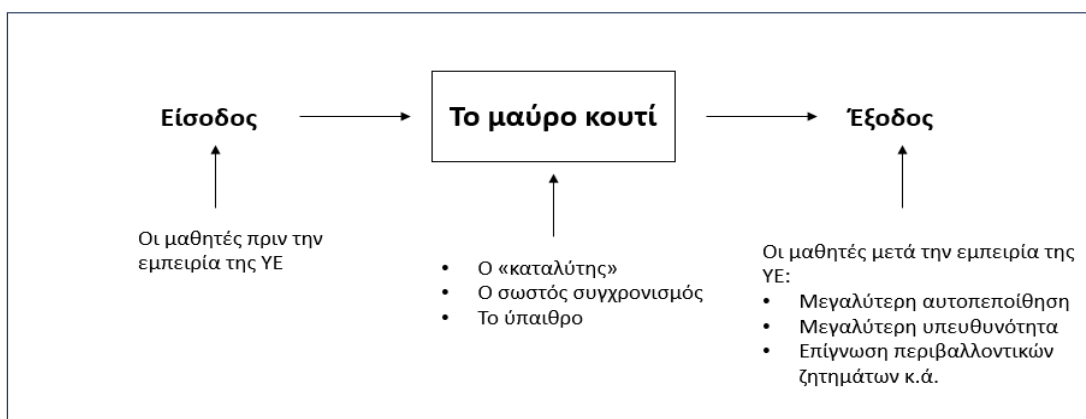 Είσοδος
Το μαύρο κουτί
Έξοδος
Οι μαθητές πριν την
εμπειρία της ΥΕ
• Ο «καταλύτης»
• Ο σωστός συγχρονισμός
• Το ύπαιθρο
Οι μαθητές μετά την εμπειρία της
ΥΕ:
• Μεγαλύτερη αυτοπεποίθηση
• Μεγαλύτερη υπευθυνότητα
• Επίγνωση περιβαλλοντικών
ζητημάτων κ.ά.